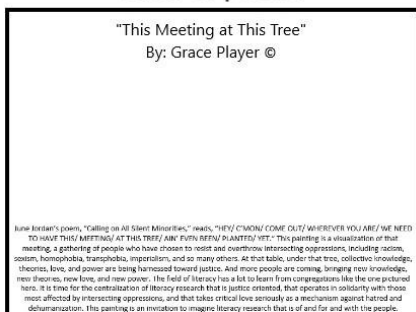 "This Meeting at This Tree"
By: Grace Player ©
June Jordan's poem, "Calling on All Silent Minorities," reads, "HEY/ C'MON/ COME OUT/ WHEREVER YOU ARE/ WE NEED
TO HAVE THIS/ MEETING/ AT THIS TREE/ AIN' EVEN BEEN/ PLANTED/ YET." This painting is a visualization of that
meeting, a gathering of people who have chosen to resist and overthrow intersecting oppressions, including racism,
sexism, homophobia, transphobia, imperialism, and so many others. At that table, under that tree, collective knowledge,
theories, love, and power are being harnessed toward justice. And more people are coming, bringing new knowledge,
new theories, new love, and new power. The field of literacy has a lot to learn from congregations like the one pictured
here. It is time for the centralization of literacy research that is justice oriented, that operates in solidarity with those
most affected by intersecting oppressions, and that takes critical love seriously as a mechanism against hatred and
dehumanization. This painting is an invitation to imagine literacy research that is of and for and with the people.